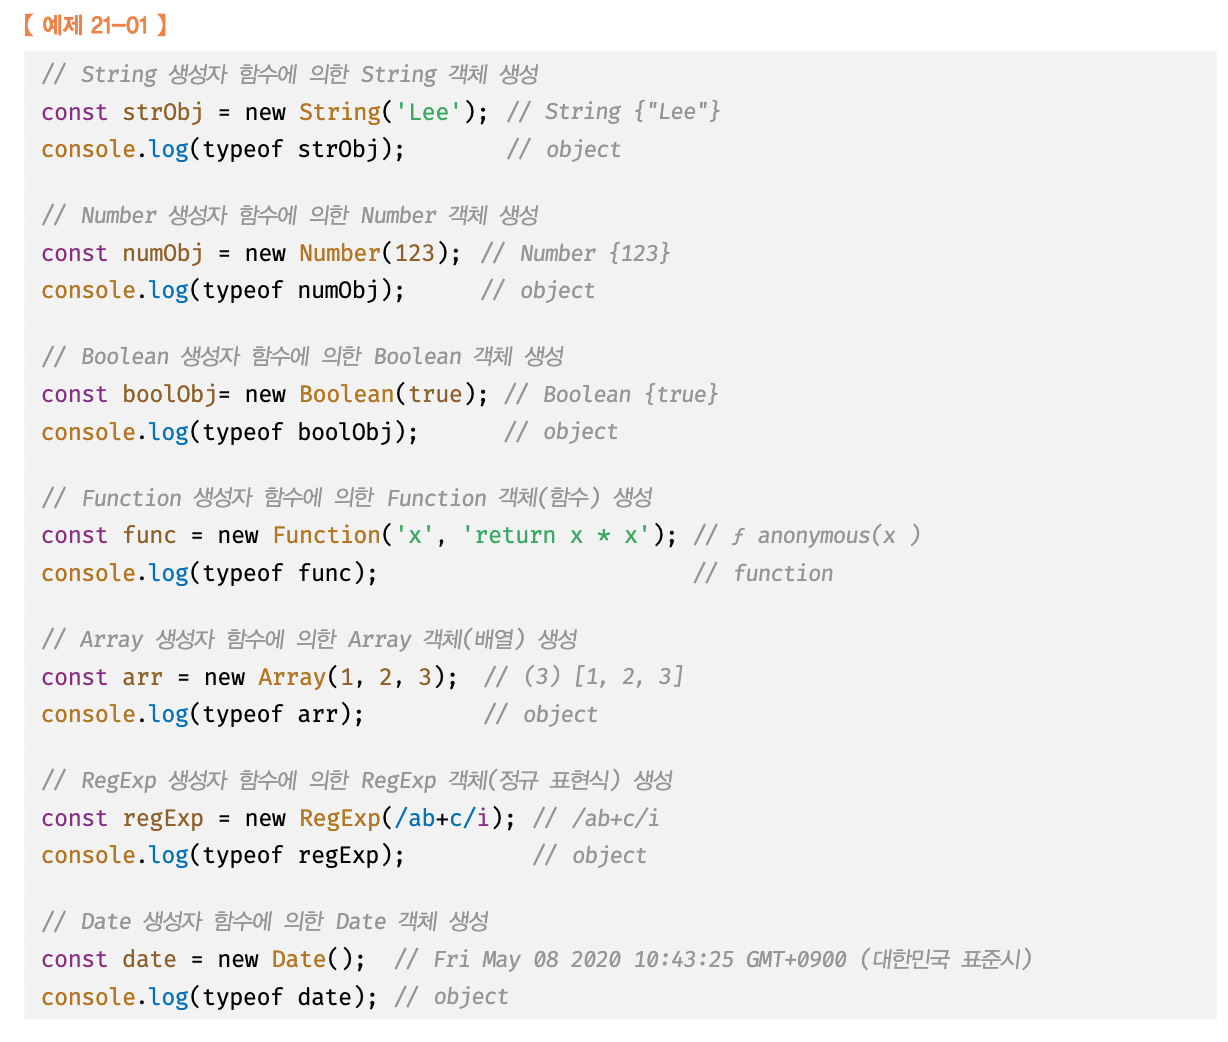 【 예제 21-01 】
// String 생성자 함수에 의한 String 객체 생성
const strObj = new String('Lee'); // String {"Lee"}
console.log(typeof strObj);       // object
// Number 생성자 함수에 의한 Number 객체 생성
const numObj = new Number(123); // Number {123}
console.log(typeof numObj);     // object
// Boolean 생성자 함수에 의한 Boolean 객체 생성
const boolObj= new Boolean(true); // Boolean {true}
console.log(typeof boolObj);      // object
// Function 생성자 함수에 의한 Function 객체(함수) 생성
const func = new Function('x', 'return x * x'); // ƒ anonymous(x )
console.log(typeof func);                       // function
// Array 생성자 함수에 의한 Array 객체(배열) 생성
const arr = new Array(1, 2, 3); // (3) [1, 2, 3]
console.log(typeof arr);        // object
// RegExp 생성자 함수에 의한 RegExp 객체(정규 표현식) 생성
const regExp = new RegExp(/ab+c/i); // /ab+c/i
console.log(typeof regExp);         // object
// Date 생성자 함수에 의한 Date 객체 생성
const date = new Date();  // Fri May 08 2020 10:43:25 GMT+0900 (대한민국 표준시)
console.log(typeof date); // object